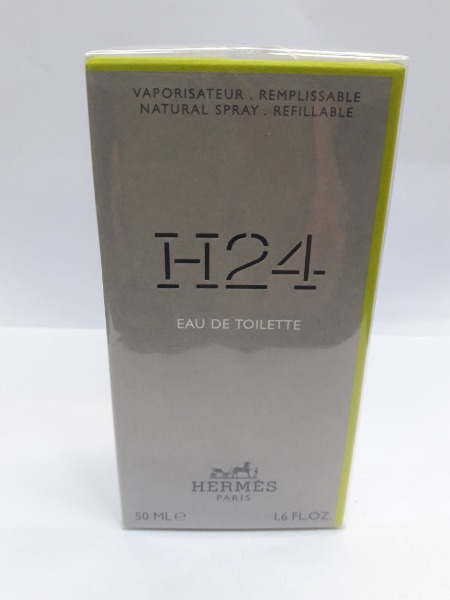 VAPORISATEUR . REMPLISSABLE
NATURAL SPRAY . REFILLABLE
H24
EAU DE TOILETTE
HERMÈS
PARIS
50 ML ℮ 1.6 FL.OZ.